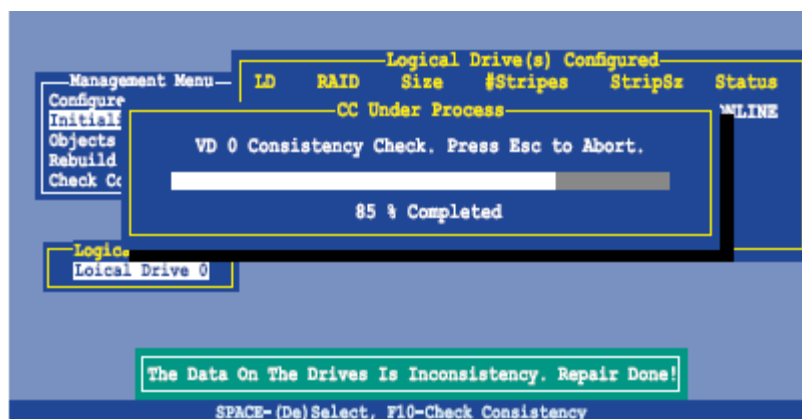 Logical Drive(s) Configured
Management Menu
LD RAID Size #Stripes StripSz Status
Configure
CC Under Process
Objects
VD 0 Consistency Check. Press Esc to Abort.
Rebuild
Check
85 % Completed
Loical Drive 0
The Data On The Drives Is Inconsistency. Repair Done!
SPACE-(De)Select, F10-Check Consistency